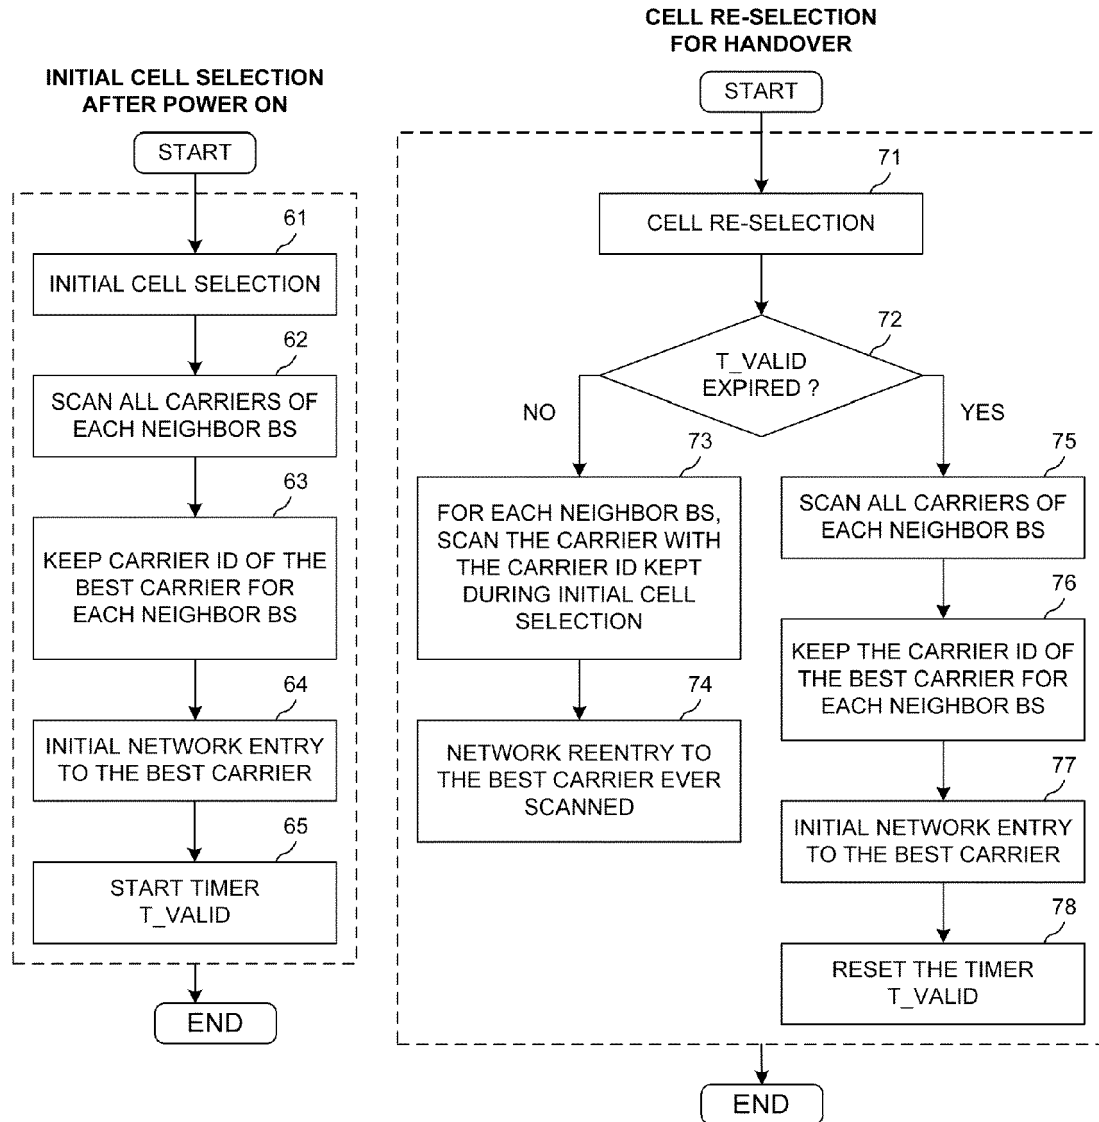 INITIAL CELL SELECTION
AFTER POWER ON
START
61
INITIAL CELL SELECTION
62
SCAN ALL CARRIERS OF
EACH NEIGHBOR BS
63
KEEP CARRIER ID OF THE
BEST CARRIER FOR
EACH NEIGHBOR BS
64
INITIAL NETWORK ENTRY
TO THE BEST CARRIER
65
START TIMER
T_VALID
END
CELL RE-SELECTION
FOR HANDOVER
START
71
CELL RE-SELECTION
72
T_VALID
EXPIRED ?
NO
YES
73
FOR EACH NEIGHBOR BS,
SCAN THE CARRIER WITH
THE CARRIER ID KEPT
DURING INITIAL CELL
SELECTION
74
NETWORK REENTRY TO
THE BEST CARRIER EVER
SCANNED
75
SCAN ALL CARRIERS OF
EACH NEIGHBOR BS
76
KEEP THE CARRIER ID OF
THE BEST CARRIER FOR
EACH NEIGHBOR BS
77
INITIAL NETWORK ENTRY
TO THE BEST CARRIER
78
RESET THE TIMER
T_VALID
END